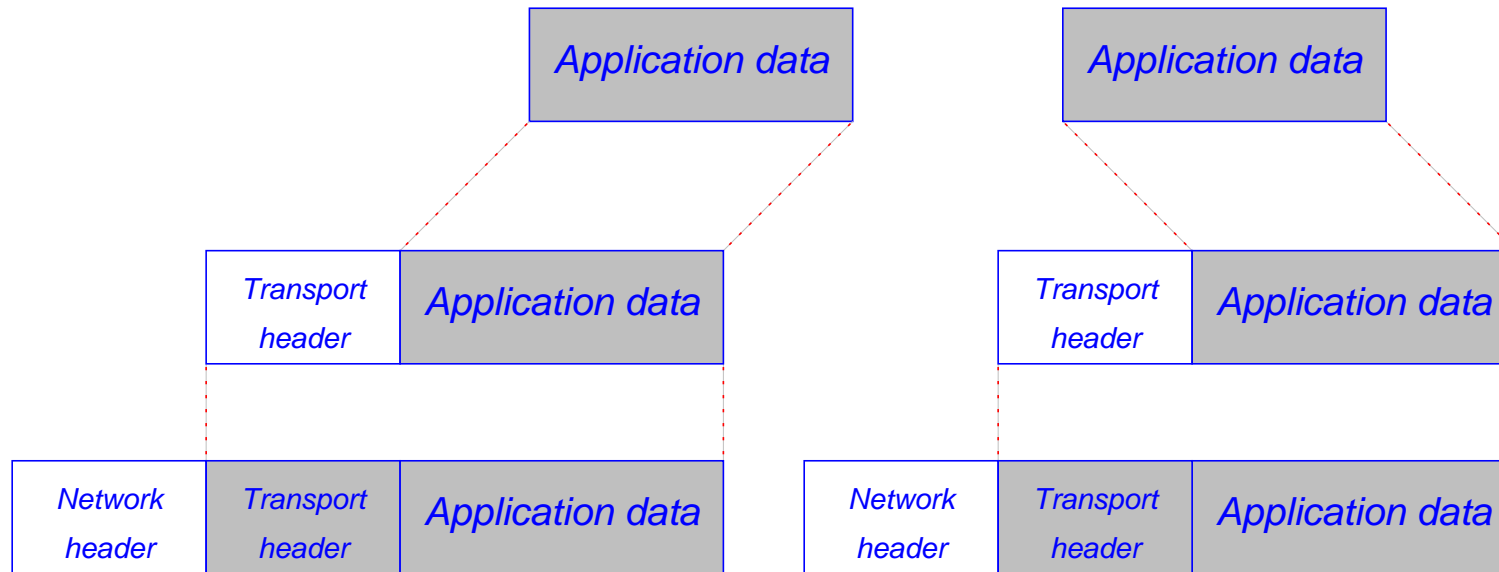 Application data
Application data
Transport
header
Application data
Transport
header
Application data
Network
header
Transport
header
Application data
Network
header
Transport
header
Application data